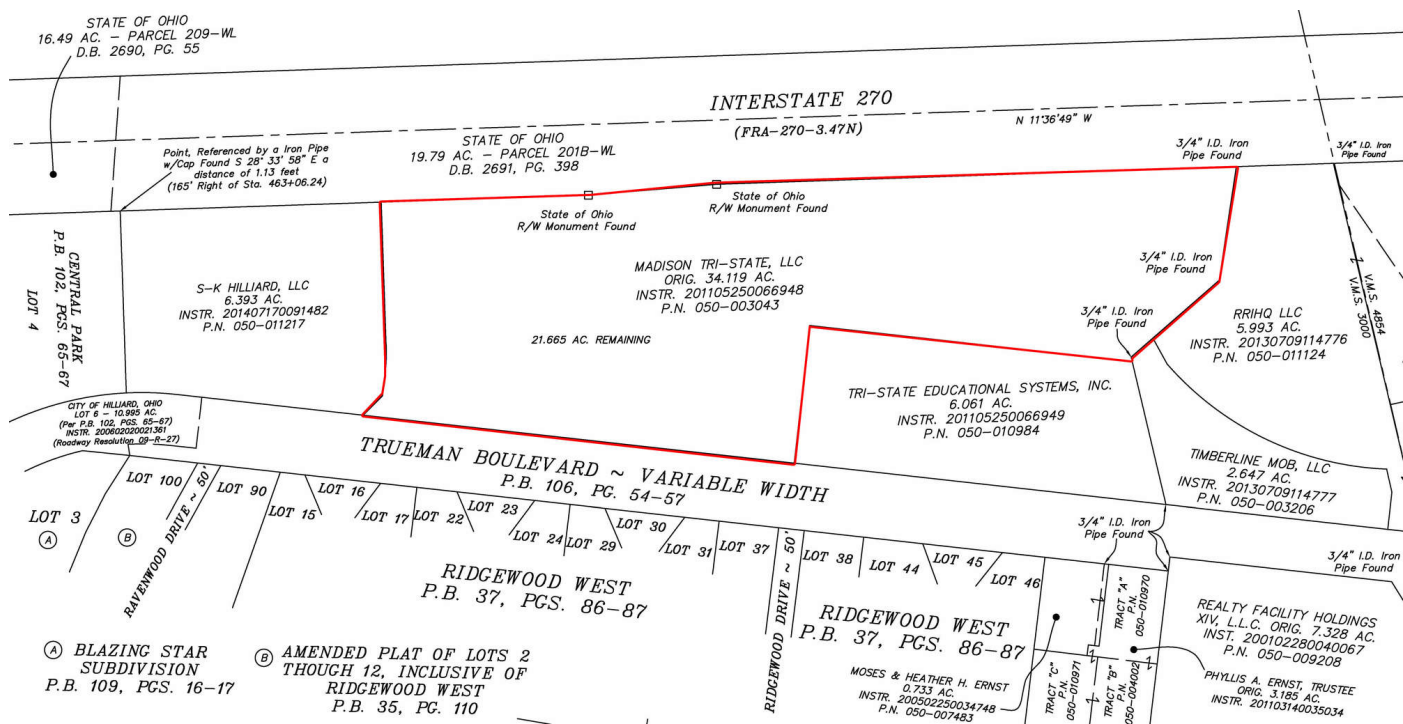 STATE OF OHIO
16.49 AC. - PARCEL 209-WL
D.B. 2690, PG. 55
INTERSTATE 270
(FRA-270-3.47N)
N 11°36'49" W
STATE OF OHIO
19.79 AC. - PARCEL 201B-WL
D.B. 2691, PG. 398
Point, Referenced by a Iron Pipe
w/Cap Found S 28° 33' 58" E a
distance of 1.13 feet
(165' Right of Sta. 463+06.24)
3/4" I.D. Iron
Pipe Found
3/4" I.D. Iron
Pipe Found
State of Ohio
R/W Monument Found
State of Ohio
R/W Monument Found
CENTRAL PARK
P.B. 102, PGS. 65-67
LOT 4
S-K HILLIARD, LLC
6.393 AC.
INSTR. 201407170091482
P.N. 050-011217
MADISON TRI-STATE, LLC
ORIG. 34.119 AC.
INSTR. 201105250066948
P.N. 050-003043
21.665 AC. REMAINING
3/4" I.D. Iron
Pipe Found
3/4" I.D. Iron
Pipe Found
V.M.S. 4854
V.M.S. 3000
RRIHQ LLC
5.993 AC.
INSTR. 20130709114776
P.N. 050-011124
TRI-STATE EDUCATIONAL SYSTEMS, INC.
6.061 AC.
INSTR. 201105250066949
P.N. 050-010984
CITY OF HILLIARD, OHIO
LOT 6 - 10.995 AC.
(Per P.B. 102, PGS. 65-67)
INSTR. 200602020021361
(Roadway Resolution 09-R-27)
TRUEMAN BOULEVARD ~ VARIABLE WIDTH
P.B. 106, PG. 54-57
TIMBERLINE MOB, LLC
2.647 AC.
INSTR. 20130709114777
P.N. 050-003206
LOT 3
A
LOT 100
B
RAVENWOOD DRIVE ~ 50'
LOT 90
LOT 15
LOT 16
LOT 17
LOT 22
LOT 23
LOT 24
LOT 29
LOT 30
LOT 31
LOT 37
RIDGEWOOD DRIVE ~ 50'
LOT 38
LOT 44
LOT 45
LOT 46
3/4" I.D. Iron
Pipe Found
3/4" I.D. Iron
Pipe Found
RIDGEWOOD WEST
P.B. 37, PGS. 86-87
RIDGEWOOD WEST
P.B. 37, PGS. 86-87
TRACT "A"
P.N.
050-010970
TRACT "C"
P.N.
050-010971
TRACT "B"
P.N.
050-004002
REALTY FACILITY HOLDINGS
XIV, L.L.C. ORIG. 7.328 AC.
INST. 200102280040067
P.N. 050-009208
A BLAZING STAR
SUBDIVISION
P.B. 109, PGS. 16-17
B AMENDED PLAT OF LOTS 2
THOUGH 12, INCLUSIVE OF
RIDGEWOOD WEST
P.B. 35, PG. 110
MOSES & HEATHER H. ERNST
0.733 AC.
INSTR. 200502250034748
P.N. 050-007483
PHYLLIS A. ERNST, TRUSTEE
ORIG. 3.185 AC.
INSTR. 201103140035034